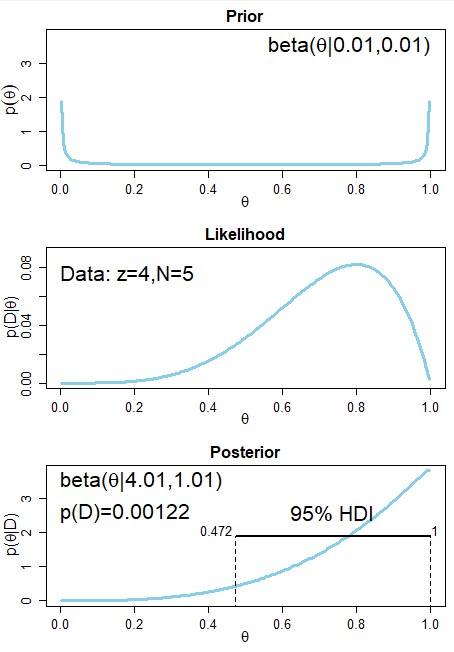 Prior
beta(θ|0.01,0.01)
p(θ)
3
2
1
0
0.0 0.2 0.4 0.6 0.8 1.0
θ
Likelihood
Data: z=4,N=5
p(D|θ)
0.08
0.04
0.00
0.0 0.2 0.4 0.6 0.8 1.0
θ
Posterior
beta(θ|4.01,1.01)
p(D)=0.00122
95% HDI
0.472 1
p(θ|D)
3
2
1
0
0.0 0.2 0.4 0.6 0.8 1.0
θ